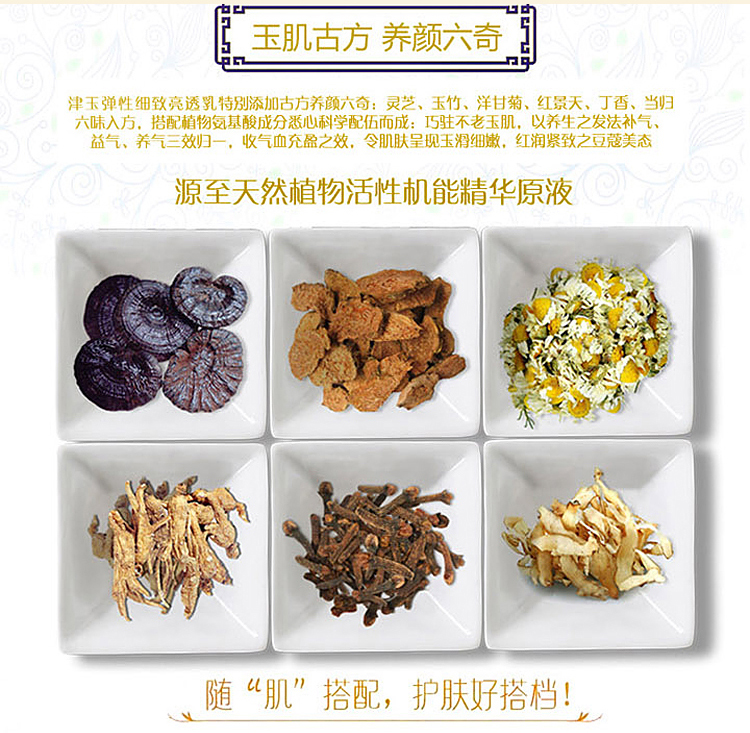 玉肌古方 养颜六奇
津玉弹性细致亮透乳特别添加古方养颜六奇：灵芝、玉竹、洋甘菊、红景天、丁香、当归
六味入方，搭配植物氨基酸成分悉心科学配伍而成：巧驻不老玉肌，以养生之发法补气、
益气、养气三效归一，收气血充盈之效，令肌肤呈现玉滑细嫩，红润紧致之豆蔻美态
源至天然植物活性机能精华原液
随“肌”搭配，护肤好搭档！